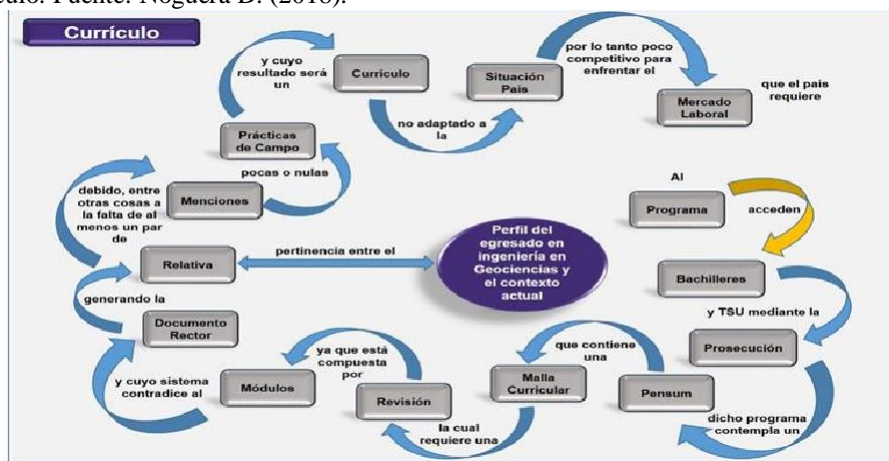 culo. Fuente: Noguera D. (2018).
Currículo
Al
Programa
acceden
Bachilleres
y TSU mediante la
Prosecución
dicho programa
contempla un
Pensum
que contiene
una
Malla
Curricular
la cual
requiere una
Revisión
ya que está
compuesta
por
Módulos
y cuyo sistema
contradice al
Documento
Rector
generando la
Relativa
pertinencia entre el
Perfil del
egresado en
ingeniería en
Geociencias y
el contexto
actual
debido, entre
otras cosas a
la falta de al
menos un par
de
Menciones
pocas o nulas
Prácticas
de Campo
y cuyo
resultado será
un
Currículo
no adaptado a
la
Situación
País
por lo tanto poco
competitivo para
enfrentar el
Mercado
Laboral
que el país
requiere